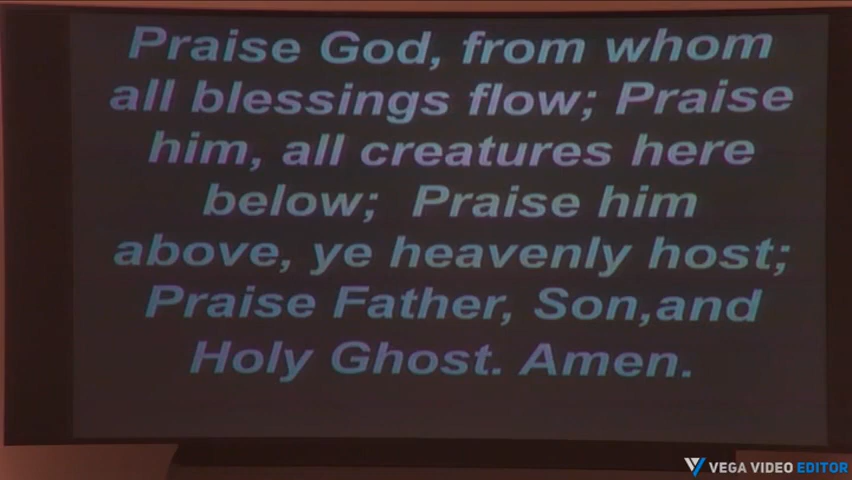 Praise God, from whom
all blessings flow; Praise
him, all creatures here
below; Praise him
above, ye heavenly host;
Praise Father, Son,and
Holy Ghost. Amen.
VEGA VIDEO EDITOR